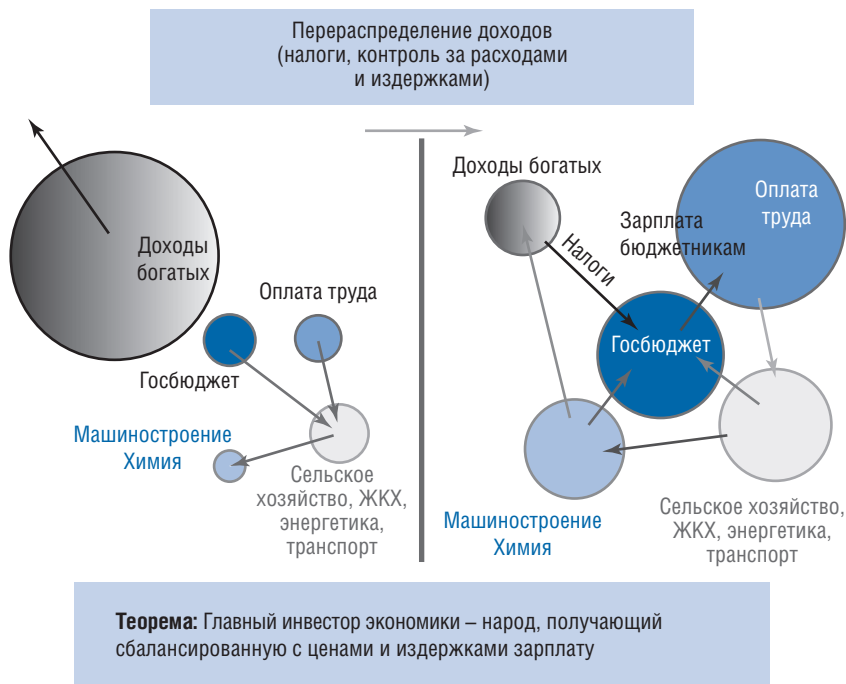 Перераспределение доходов
(налоги, контроль за расходами
и издержками)
Доходы
богатых
Оплата труда
Госбюджет
Машиностроение
Химия
Сельское
хозяйство, ЖКХ,
энергетика,
транспорт
Доходы богатых
Налоги
Зарплата
бюджетникам
Оплата
труда
Госбюджет
Машиностроение
Химия
Сельское хозяйство,
ЖКХ, энергетика,
транспорт
Теорема: Главный инвестор экономики – народ, получающий
сбалансированную с ценами и издержками зарплату